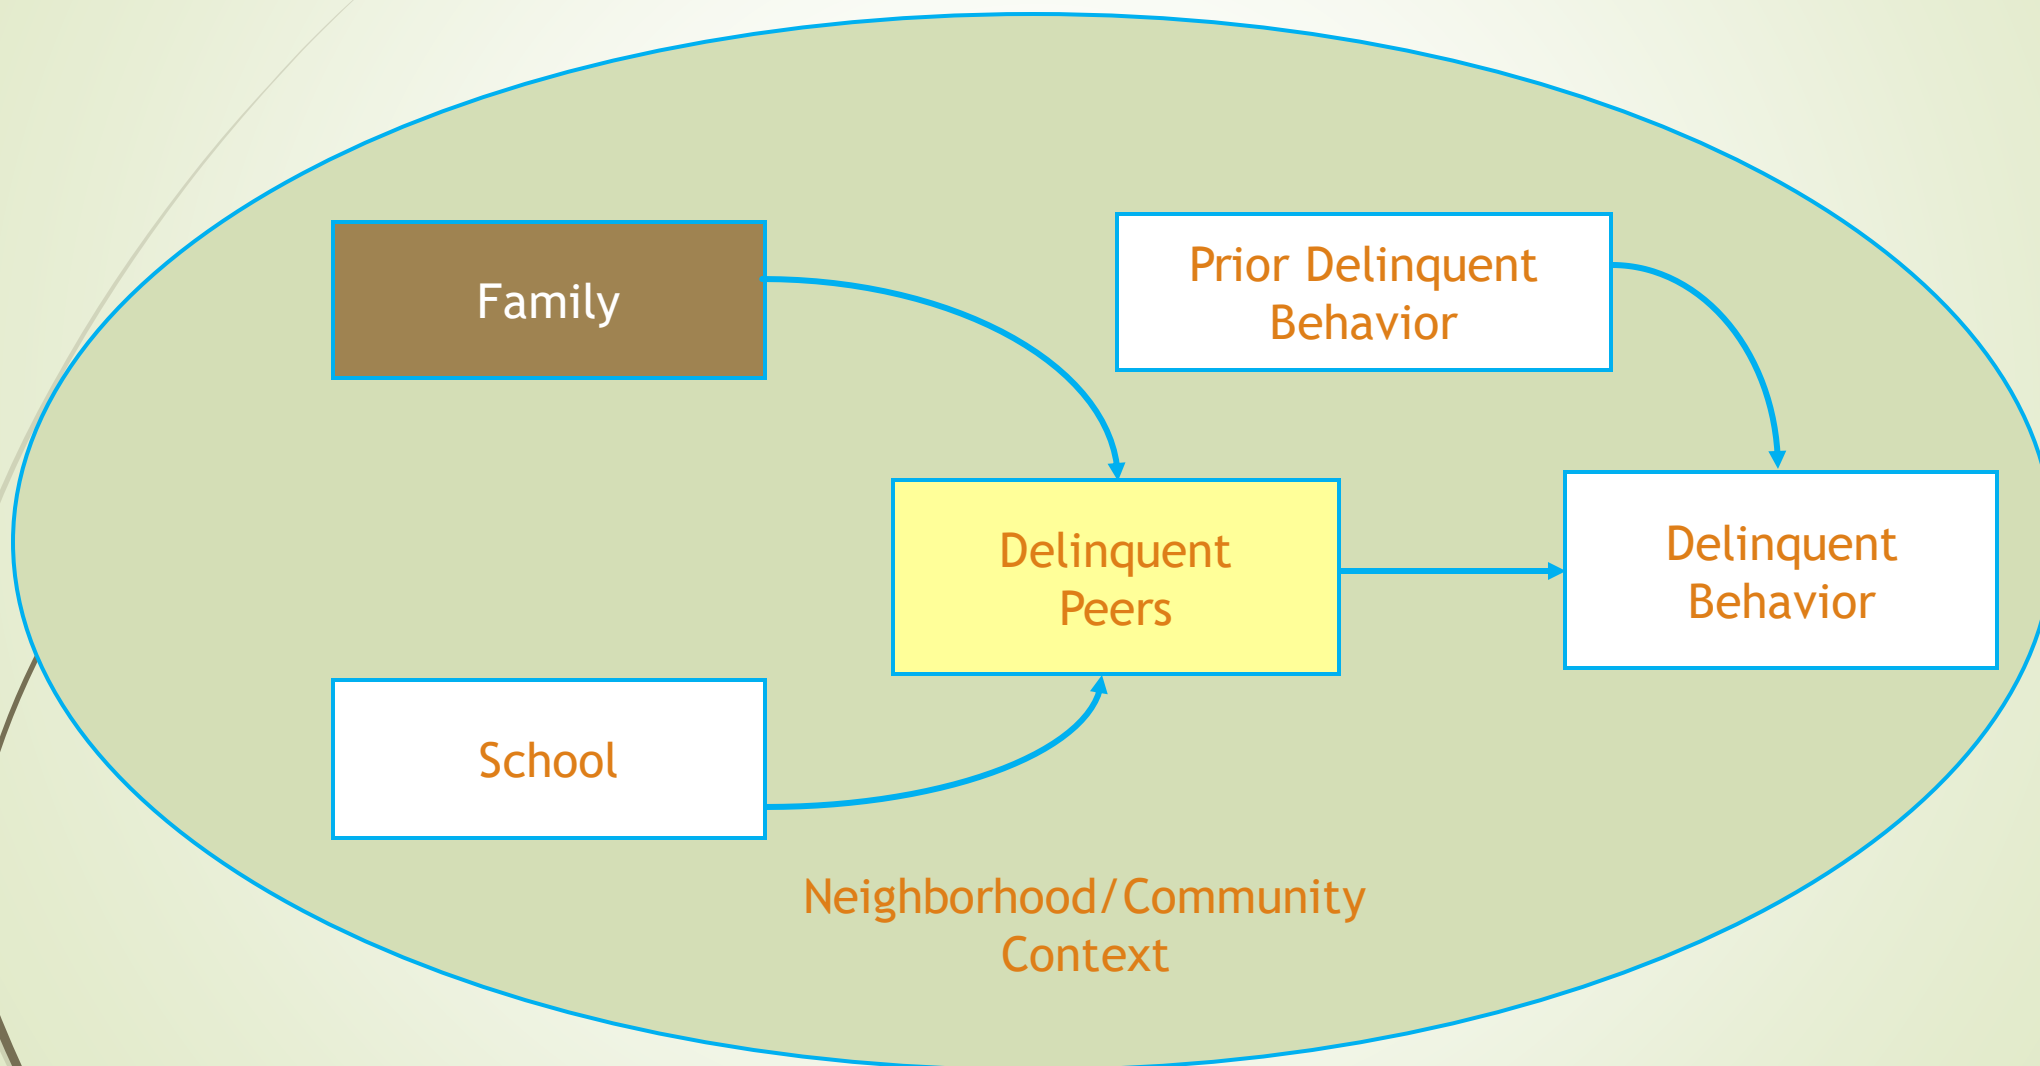 Family
Prior Delinquent
Behavior
Delinquent
Peers
Delinquent
Behavior
School
Neighborhood/Community
Context